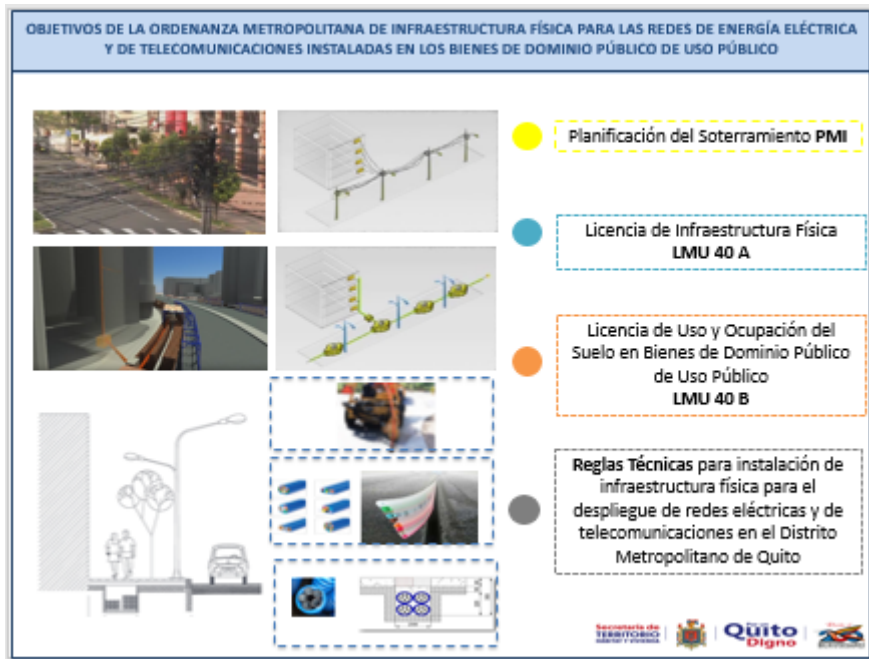 OBJETIVOS DE LA ORDENANZA METROPOLITANA DE INFRAESTRUCTURA FÍSICA PARA LAS REDES DE ENERGÍA ELÉCTRICA
Y DE TELECOMUNICACIONES INSTALADAS EN LOS BIENES DE DOMINIO PÚBLICO DE USO PÚBLICO
Planificación del Soterramiento PMI
Licencia de Infraestructura Física
LMU 40 A
Licencia de Uso y Ocupación del
Suelo en Bienes de Dominio Público
de Uso Público
LMU 40 B
Reglas Técnicas para instalación de
infraestructura física para el
despliegue de redes eléctricas y de
telecomunicaciones en el Distrito
Metropolitano de Quito
Secretaría de
TERRITORIO
HÁBITAT Y VIVIENDA
Quito
Digno